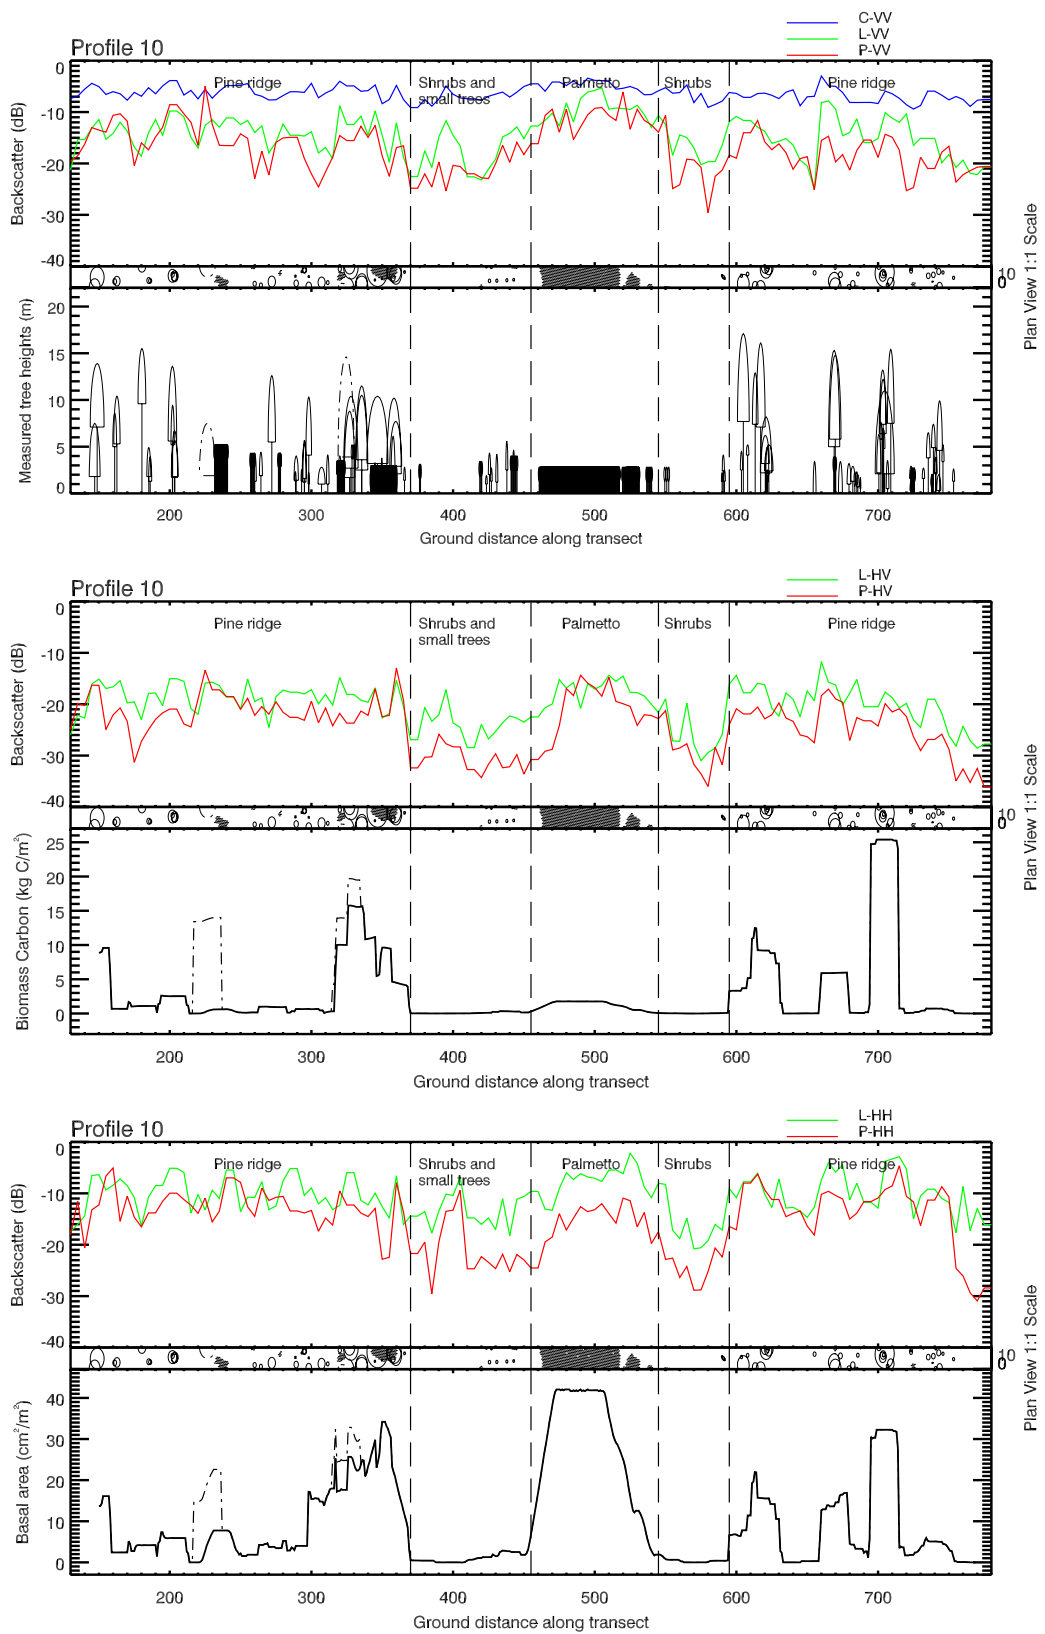 C-VV
L-VV
P-VV
Profile 10
0
-10
-20
-30
-40
Backscatter (dB)
Pine ridge
Shrubs and
small trees
Palmetto
Shrubs
Pine ridge
10
0
Plan View 1:1 Scale
20
15
10
5
0
Measured tree heights (m)
200
300
400
500
600
700
Ground distance along transect
L-HV
P-HV
Profile 10
0
-10
-20
-30
-40
Backscatter (dB)
Pine ridge
Shrubs and
small trees
Palmetto
Shrubs
Pine ridge
10
0
Plan View 1:1 Scale
25
20
15
10
5
0
Biomass Carbon (kg C/m²)
200
300
400
500
600
700
Ground distance along transect
L-HH
P-HH
Profile 10
0
-10
-20
-30
-40
Backscatter (dB)
Pine ridge
Shrubs and
small trees
Palmetto
Shrubs
Pine ridge
10
0
Plan View 1:1 Scale
40
30
20
10
0
Basal area (cm²/m²)
200
300
400
500
600
700
Ground distance along transect